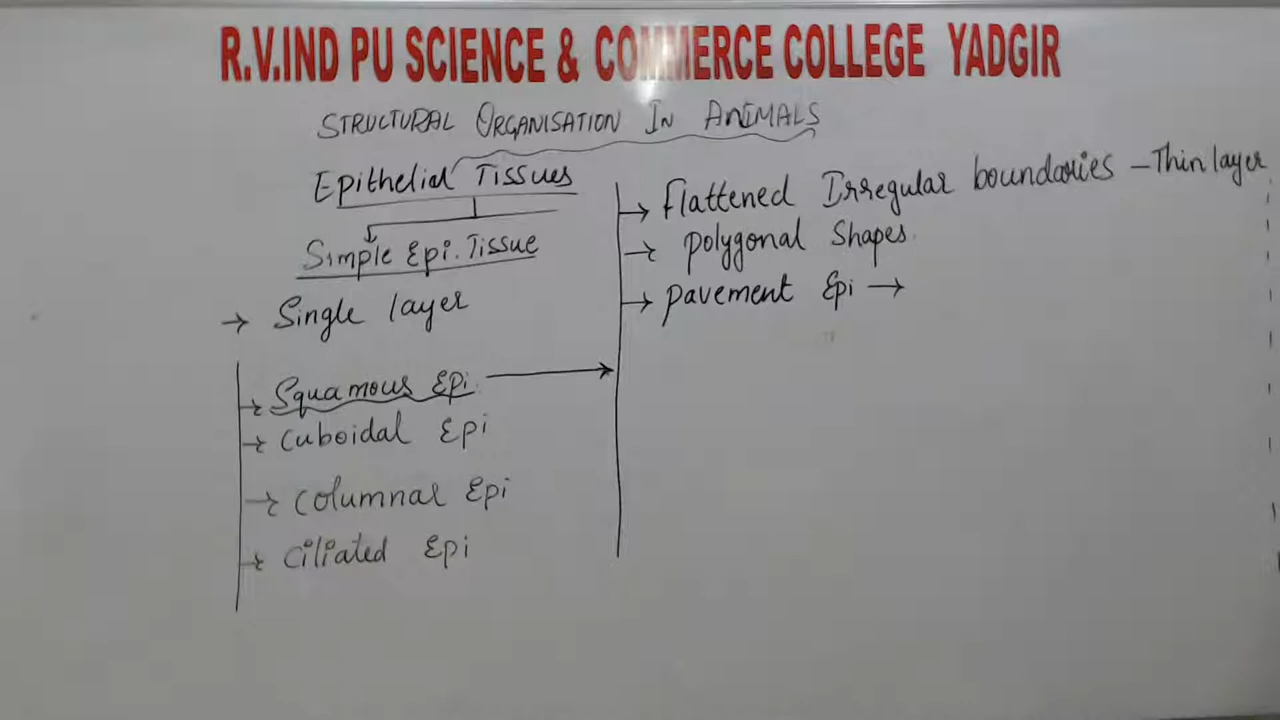 R.V.IND PU SCIENCE & COMMERCE COLLEGE YADGIR
STRUCTURAL ORGANISATION IN ANIMALS
Epithelial Tissues
Simple Epi. Tissue
→ Single layer
→ Squamous Epi.
→ Cuboidal Epi
→ Columnar Epi
→ Ciliated Epi
→ Flattened Irregular boundaries – Thin layer
→ Polygonal Shapes.
→ Pavement Epi →